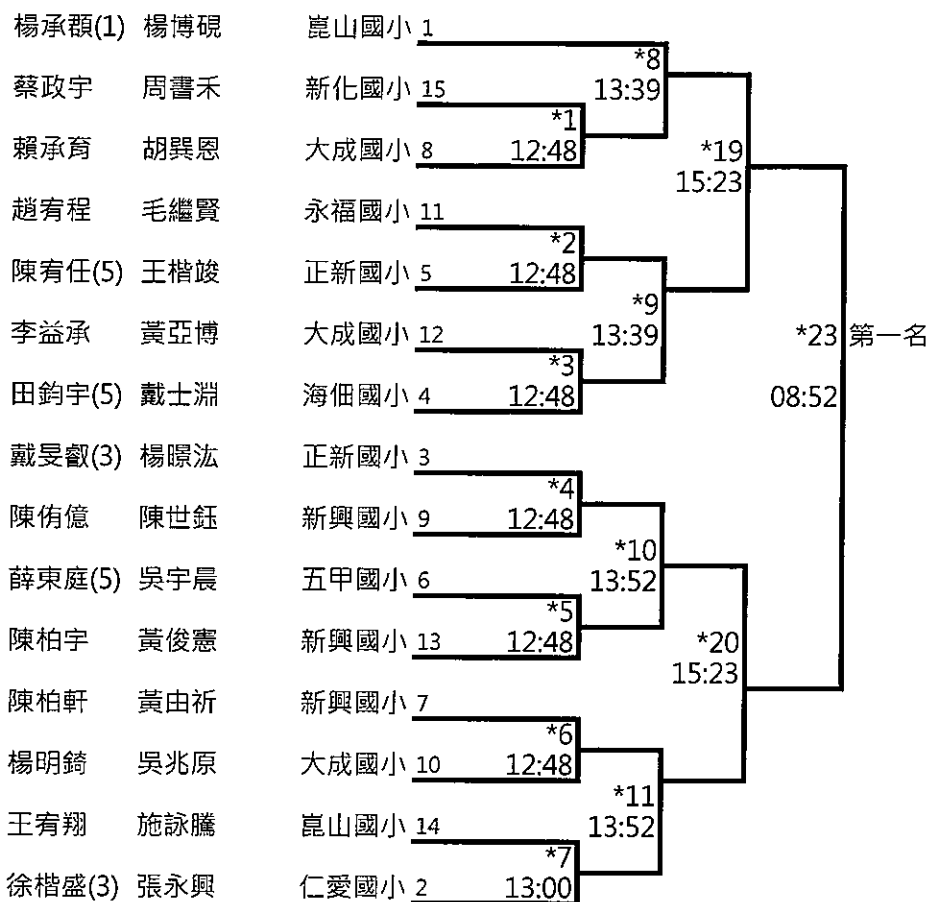 楊承頵(1) 楊博硯 崑山國小 1
*8
蔡政宇 周書禾 新化國小 15 13:39
*1
賴承育 胡巽恩 大成國小 8 12:48 *19
15:23
趙宥程 毛繼賢 永福國小 11
*2
陳宥任(5) 王楷竣 正新國小 5 12:48
*9
李益承 黃亞博 大成國小 12 13:39 *23 第一名
*3
田鈞宇(5) 戴士淵 海佃國小 4 12:48 08:52
戴旻叡(3) 楊暻汯 正新國小 3
*4
陳侑億 陳世鈺 新興國小 9 12:48
*10
薛東庭(5) 吳宇晨 五甲國小 6 13:52
*5
陳柏宇 黃俊憲 新興國小 13 12:48 *20
15:23
陳柏軒 黃由祈 新興國小 7
*6
楊明錡 吳兆原 大成國小 10 12:48
*11
王宥翔 施詠騰 崑山國小 14 13:52
*7
徐楷盛(3) 張永興 仁愛國小 2 13:00